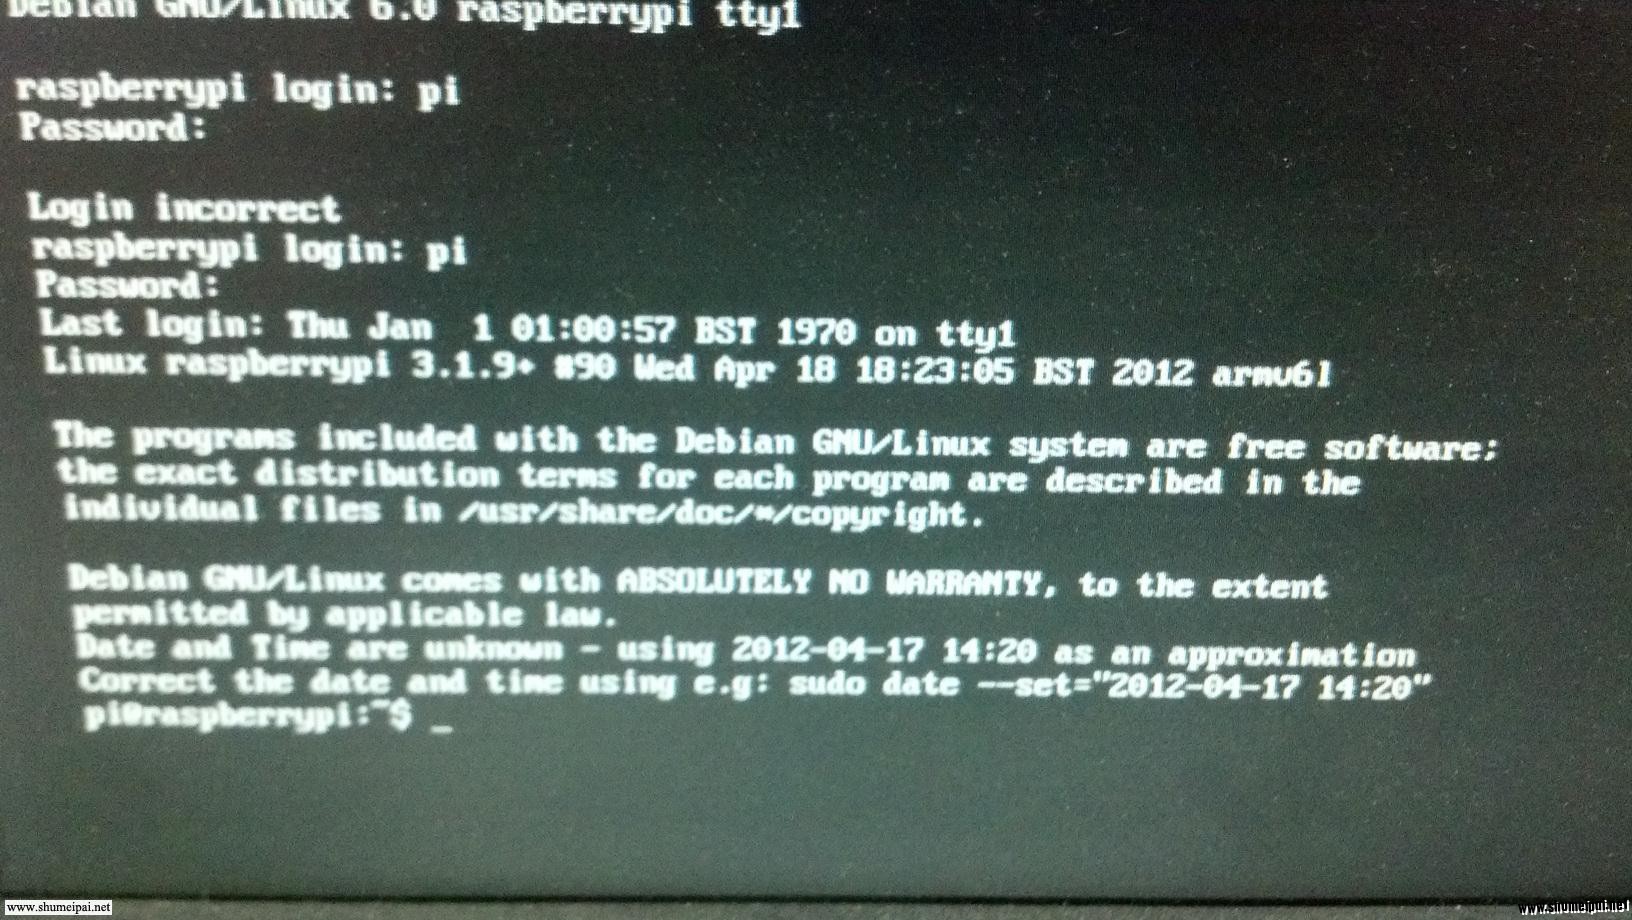 Debian GNU/Linux 6.0 raspberrypi tty1
raspberrypi login: pi
Password:
Login incorrect
raspberrypi login: pi
Password:
Last login: Thu Jan  1 01:00:57 BST 1970 on tty1
Linux raspberrypi 3.1.9+ #90 Wed Apr 18 18:23:05 BST 2012 armv6l
The programs included with the Debian GNU/Linux system are free software;
the exact distribution terms for each program are described in the
individual files in /usr/share/doc/*/copyright.
Debian GNU/Linux comes with ABSOLUTELY NO WARRANTY, to the extent
permitted by applicable law.
Date and Time are unknown - using 2012-04-17 14:20 as an approximation
Correct the date and time using e.g: sudo date --set="2012-04-17 14:20"
pi@raspberrypi:~$ _
www.shumeipai.net
www.shumeipai.net